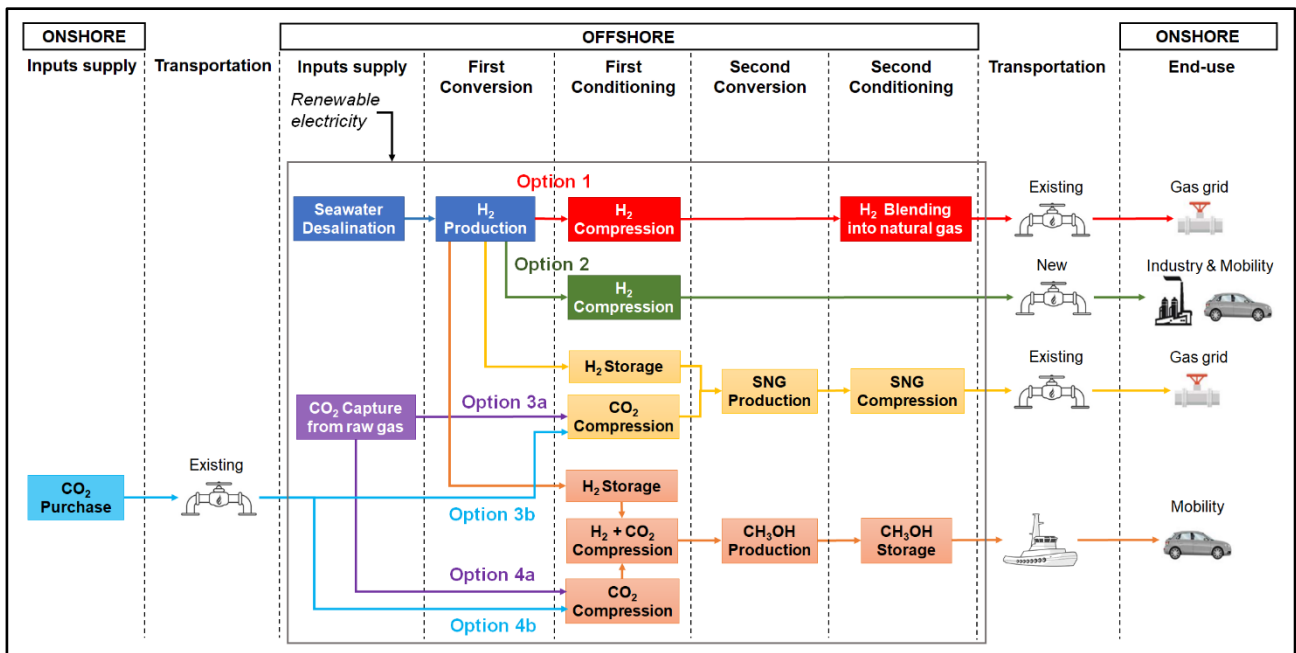 ONSHORE
OFFSHORE
ONSHORE
Inputs supply
Transportation
Inputs supply
First
Conversion
First
Conditioning
Second
Conversion
Second
Conditioning
Transportation
End-use
Renewable
electricity
Option 1
Seawater
Desalination
H₂
Production
H₂
Compression
H₂ Blending
into natural gas
Existing
Gas grid
Option 2
H₂
Compression
New
Industry & Mobility
H₂ Storage
SNG
Production
SNG
Compression
Existing
Gas grid
CO₂ Capture
from raw gas
Option 3a
CO₂
Compression
CO₂
Purchase
Existing
Option 3b
H₂ Storage
H₂ + CO₂
Compression
CH₃OH
Production
CH₃OH
Storage
Mobility
Option 4a
CO₂
Compression
Option 4b